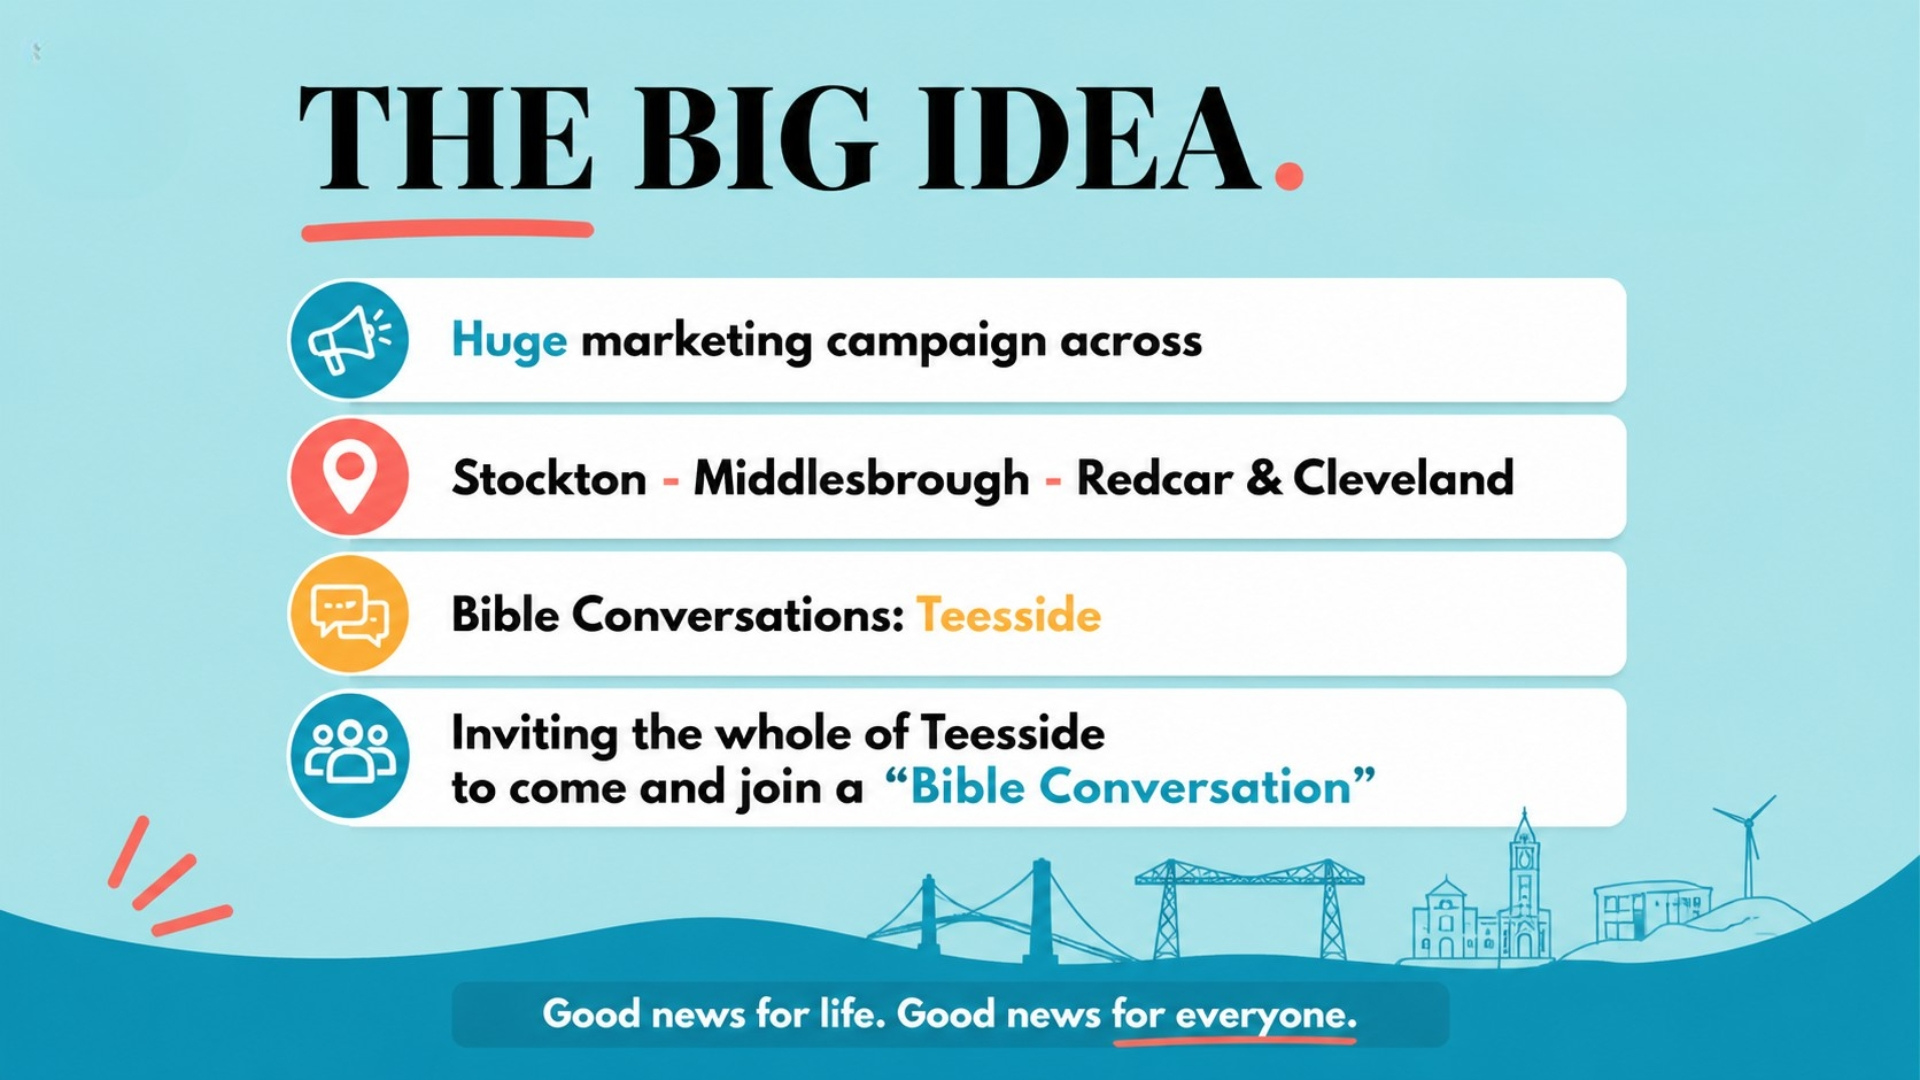 THE BIG IDEA.
Huge marketing campaign across
Stockton - Middlesbrough - Redcar & Cleveland
Bible Conversations: Teesside
Inviting the whole of Teesside
to come and join a “Bible Conversation”
Good news for life. Good news for everyone.